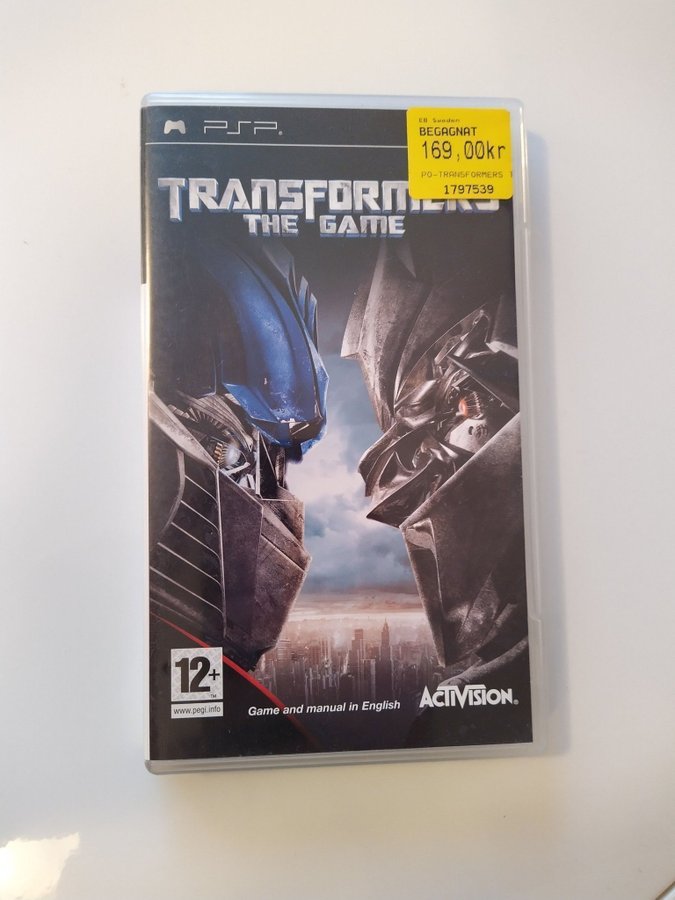 PSP
EB Sweden
BEGAGNAT
169,00kr
PO-TRANSFORMERS T
1797539
TRANSFORMERS
THE GAME
12+
www.pegi.info
Game and manual in English
ACTIVISION